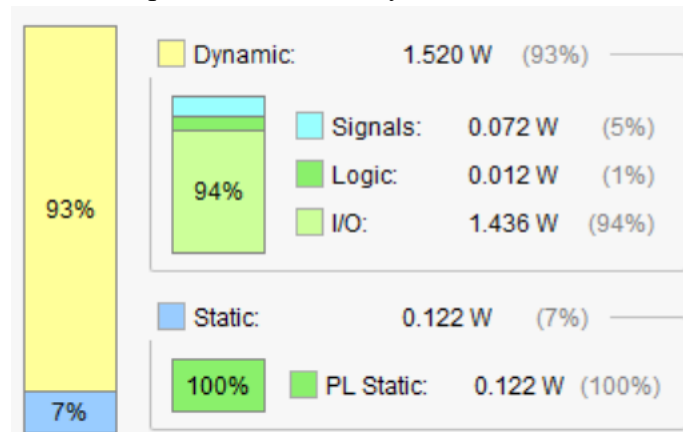 Dynamic: 1.520 W (93%)
Signals: 0.072 W (5%)
94% Logic: 0.012 W (1%)
93% I/O: 1.436 W (94%)
Static: 0.122 W (7%)
100% PL Static: 0.122 W (100%)
7%